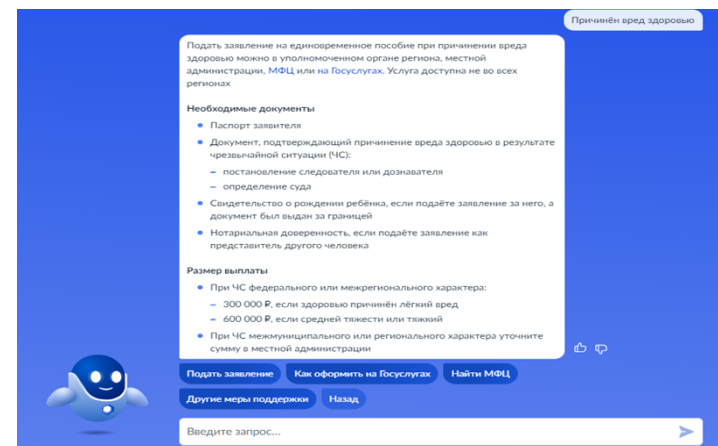 Причинён вред здоровью
Подать заявление на единовременное пособие при причинении вреда
здоровью можно в уполномоченном органе региона, местной
администрации, МФЦ или на Госуслугах. Услуга доступна не во всех
регионах
Необходимые документы
• Паспорт заявителя
• Документ, подтверждающий причинение вреда здоровью в результате
чрезвычайной ситуации (ЧС):
– постановление следователя или дознавателя
– определение суда
• Свидетельство о рождении ребёнка, если подаёте заявление за него, а
документ был выдан за границей
• Нотариальная доверенность, если подаёте заявление как
представитель другого человека
Размер выплаты
• При ЧС федерального или межрегионального характера:
– 300 000 ₽, если здоровью причинён лёгкий вред
– 600 000 ₽, если средней тяжести или тяжкий
• При ЧС межмуниципального или регионального характера уточните
сумму в местной администрации
Подать заявление Как оформить на Госуслугах Найти МФЦ
Другие меры поддержки Назад
Введите запрос...